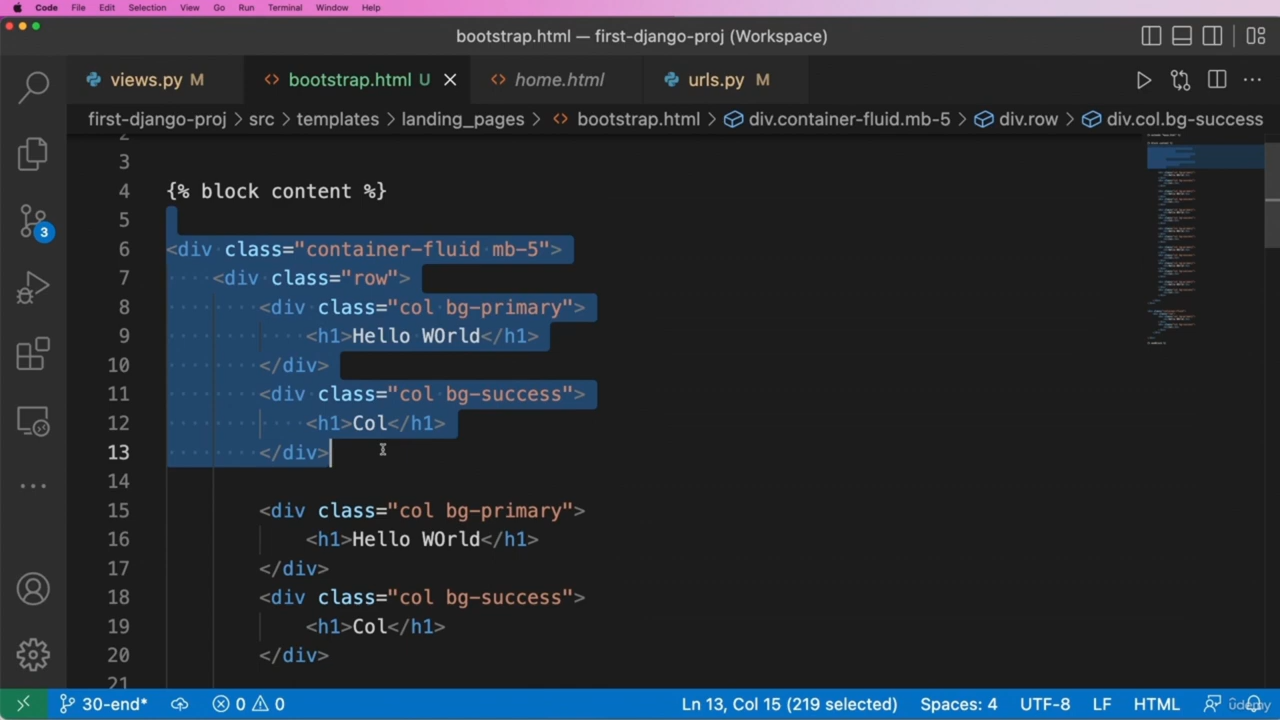 Code File Edit Selection View Go Run Terminal Window Help
bootstrap.html — first-django-proj (Workspace)
views.py M
bootstrap.html U
home.html
urls.py M
first-django-proj > src > templates > landing_pages > bootstrap.html > div.container-fluid.mb-5 > div.row > div.col.bg-success
2
3
4 {% block content %}
5
6 <div class="container-fluid mb-5">
7 <div class="row">
8 <div class="col bg-primary">
9 <h1>Hello WOrld</h1>
10 </div>
11 <div class="col bg-success">
12 <h1>Col</h1>
13 </div>
14
15 <div class="col bg-primary">
16 <h1>Hello WOrld</h1>
17 </div>
18 <div class="col bg-success">
19 <h1>Col</h1>
20 </div>
21
3
30-end* 0 0 Ln 13, Col 15 (219 selected) Spaces: 4 UTF-8 LF HTML
udemy